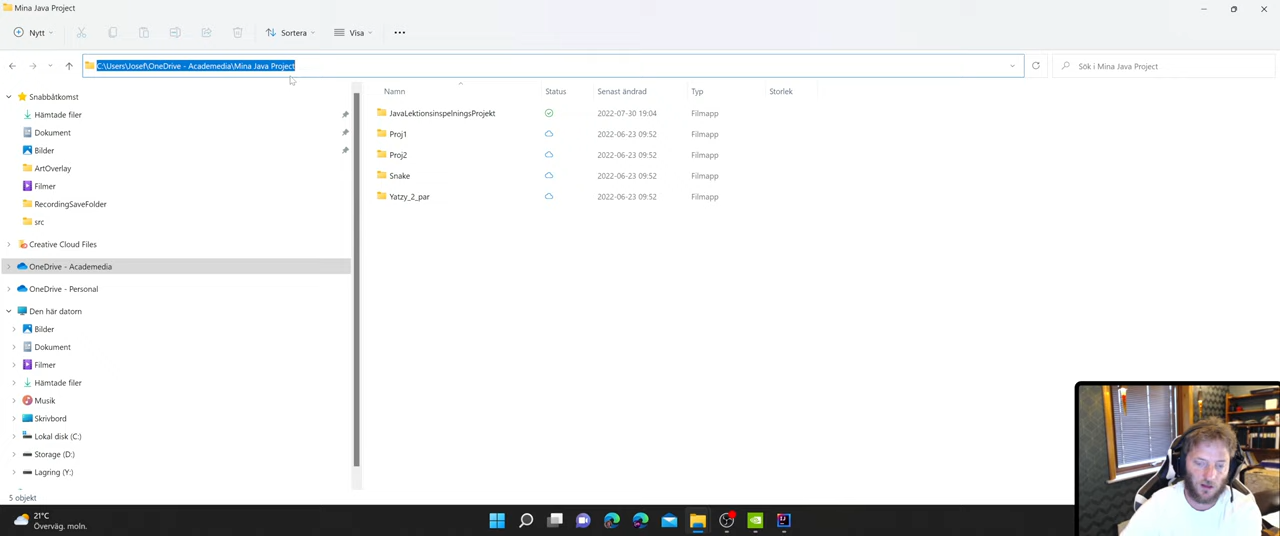 Mina Java Project
Nytt
Sortera
Visa
C:\Users\Josef\OneDrive - Academedia\Mina Java Project
Sök i Mina Java Project
Snabbåtkomst
Hämtade filer
Dokument
Bilder
ArtOverlay
Filmer
RecordingSaveFolder
src
Creative Cloud Files
OneDrive - Academedia
OneDrive - Personal
Den här datorn
Bilder
Dokument
Filmer
Hämtade filer
Musik
Skrivbord
Lokal disk (C:)
Storage (D:)
Lagring (Y:)
Namn Status Senast ändrad Typ Storlek
JavaLektionsinspelningsProjekt 2022-07-30 19:04 Filmapp
Proj1 2022-06-23 09:52 Filmapp
Proj2 2022-06-23 09:52 Filmapp
Snake 2022-06-23 09:52 Filmapp
Yatzy_2_par 2022-06-23 09:52 Filmapp
5 objekt
21°C
Överväg. moln.